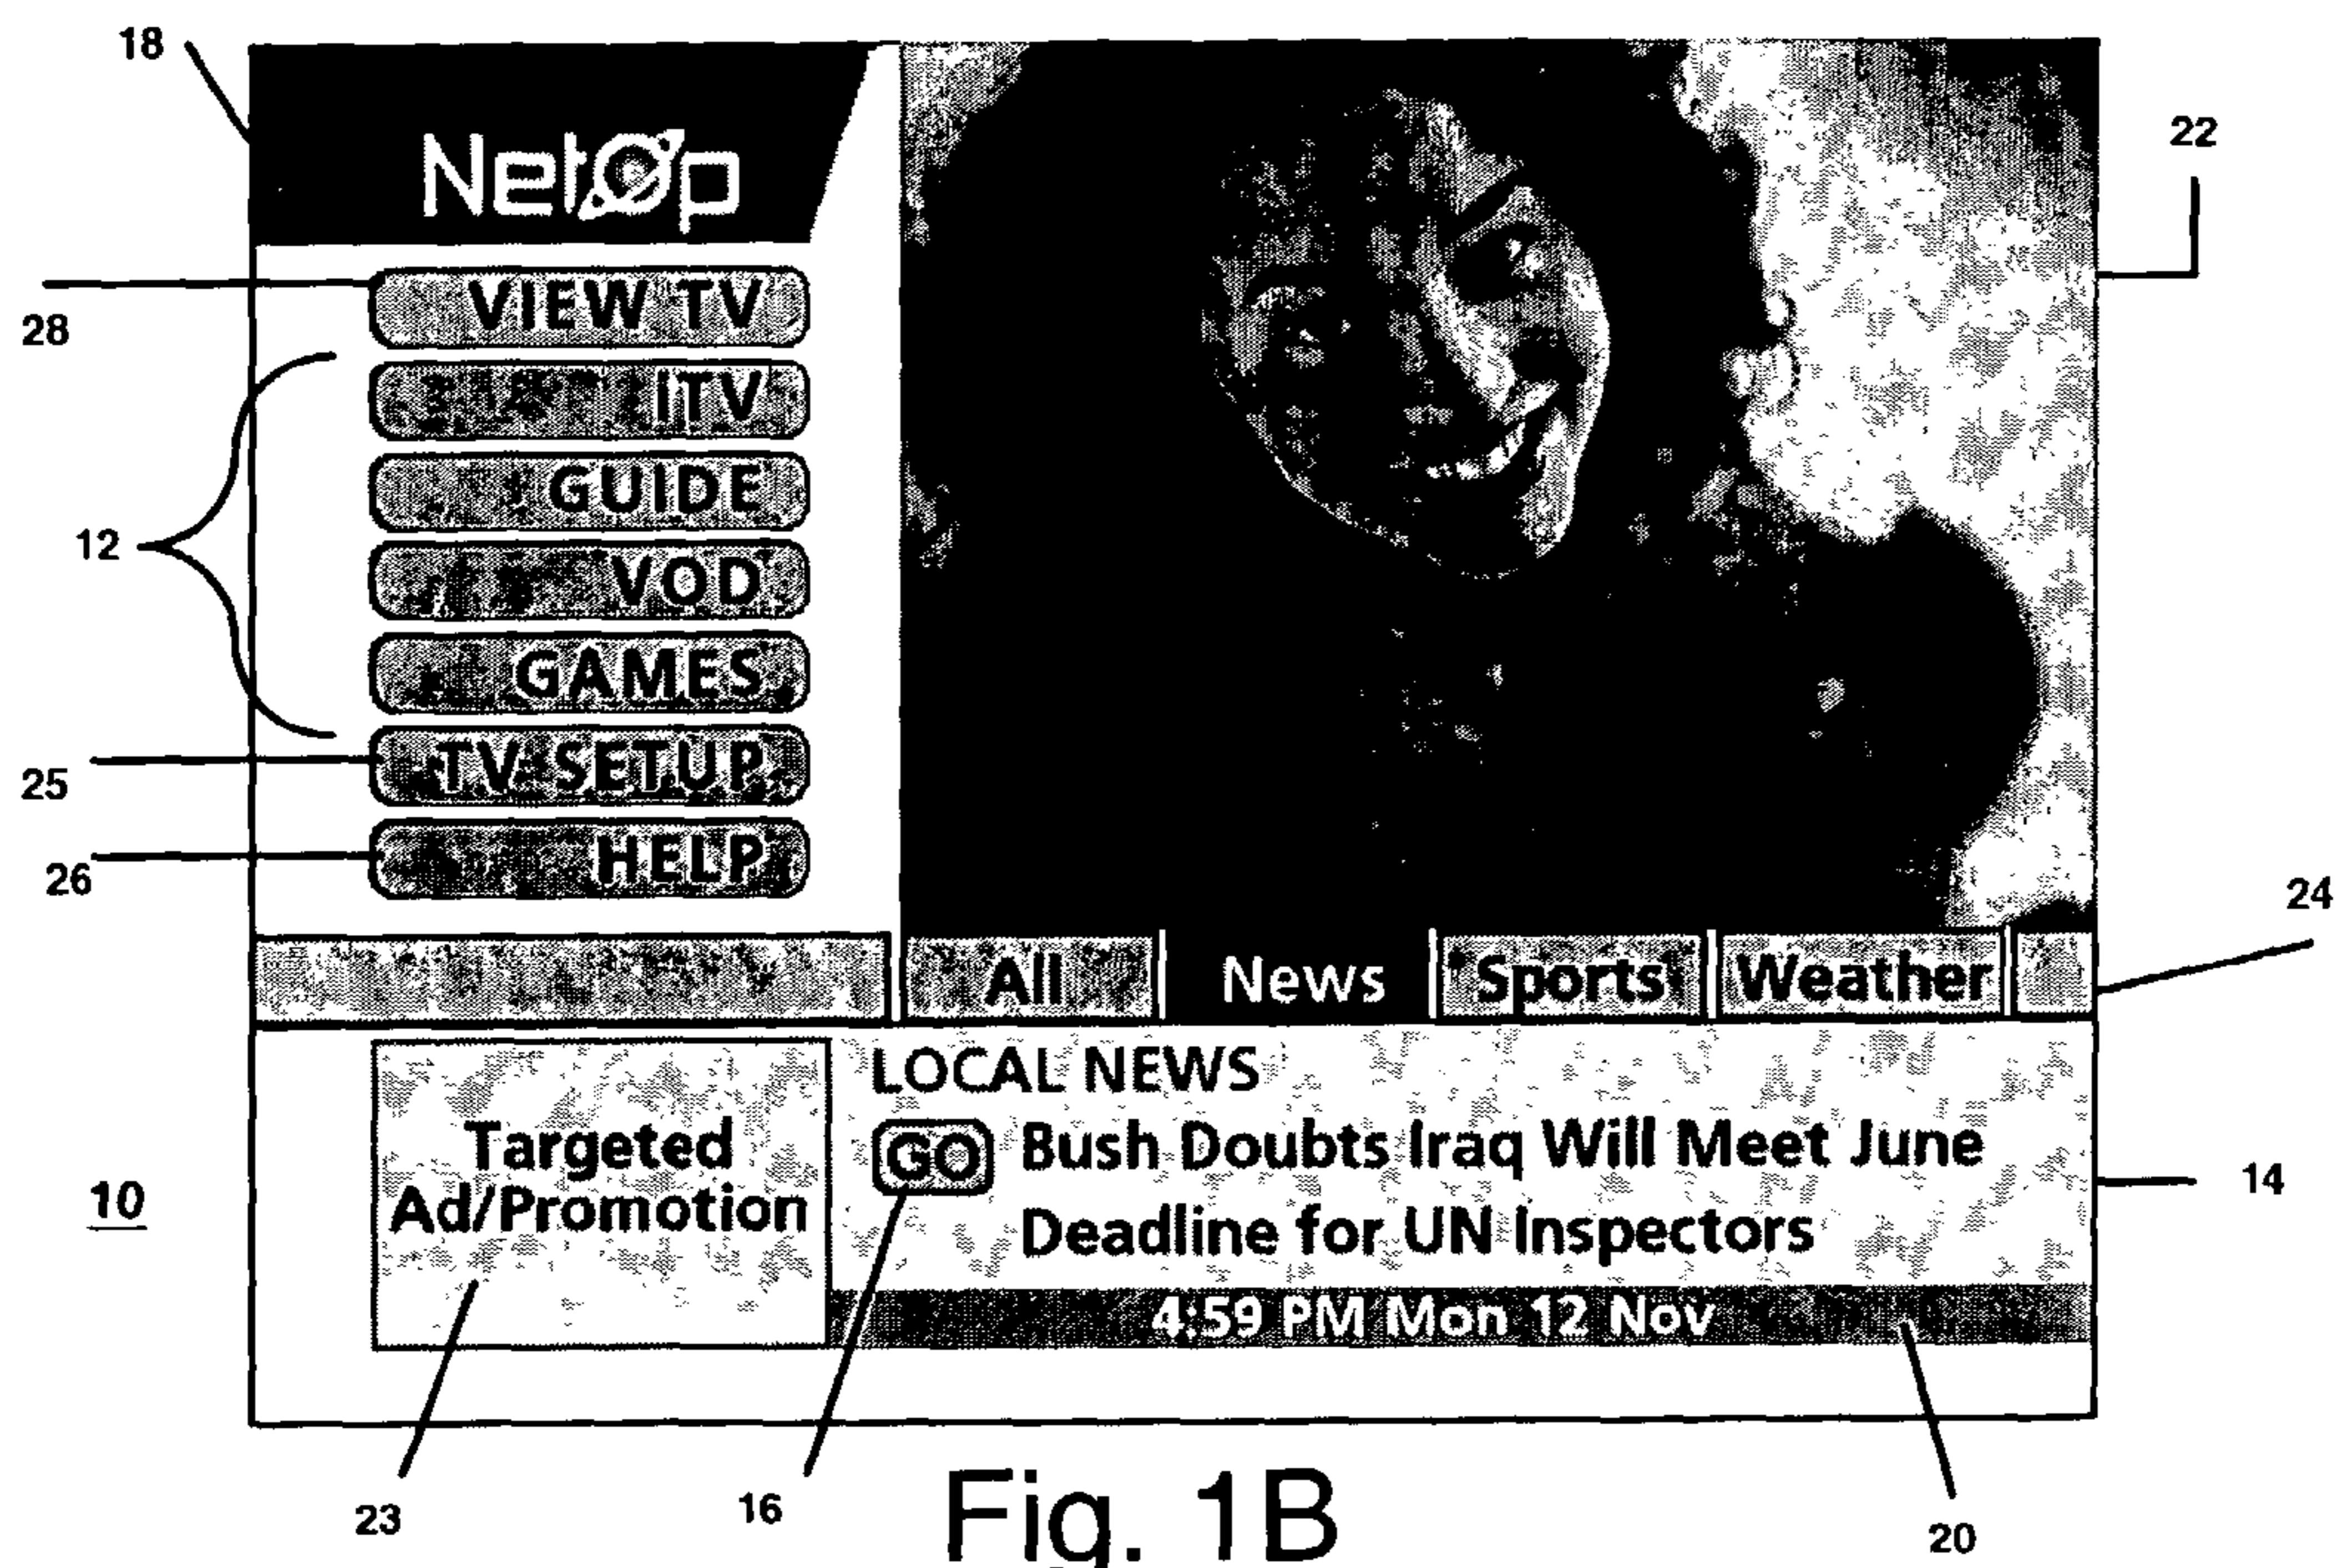 18
NetOp
22
VIEW TV
28
ITV
GUIDE
12
VOD
GAMES
TV SETUP
25
HELP
26
24
All News Sports Weather
LOCAL NEWS
Targeted
Ad/Promotion
GO Bush Doubts Iraq Will Meet June
Deadline for UN Inspectors
14
10
4:59 PM Mon 12 Nov
23
16
20
Fig. 1B